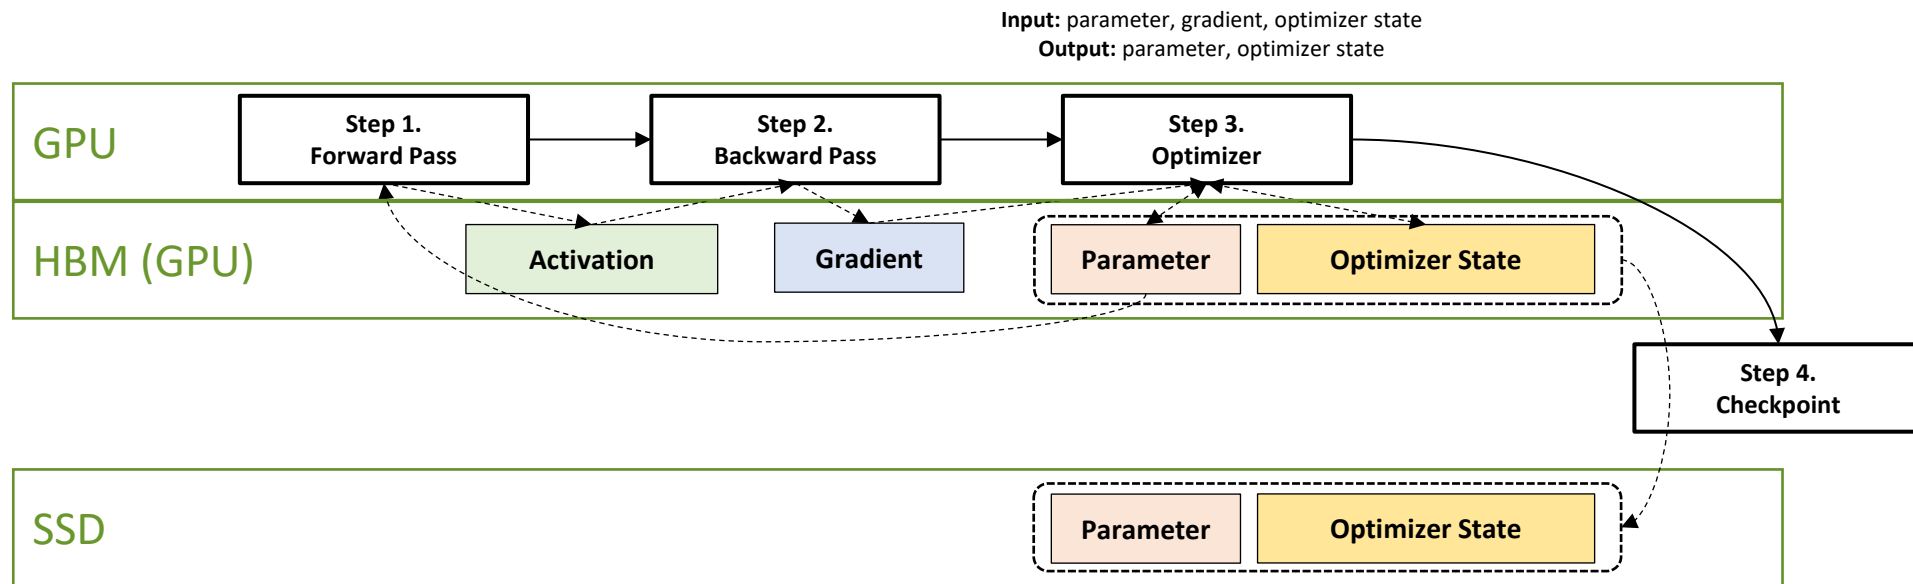 Input: parameter, gradient, optimizer state
Output: parameter, optimizer state
GPU
Step 1.
Forward Pass
Step 2.
Backward Pass
Step 3.
Optimizer
HBM (GPU)
Activation
Gradient
Parameter
Optimizer State
Step 4.
Checkpoint
SSD
Parameter
Optimizer State